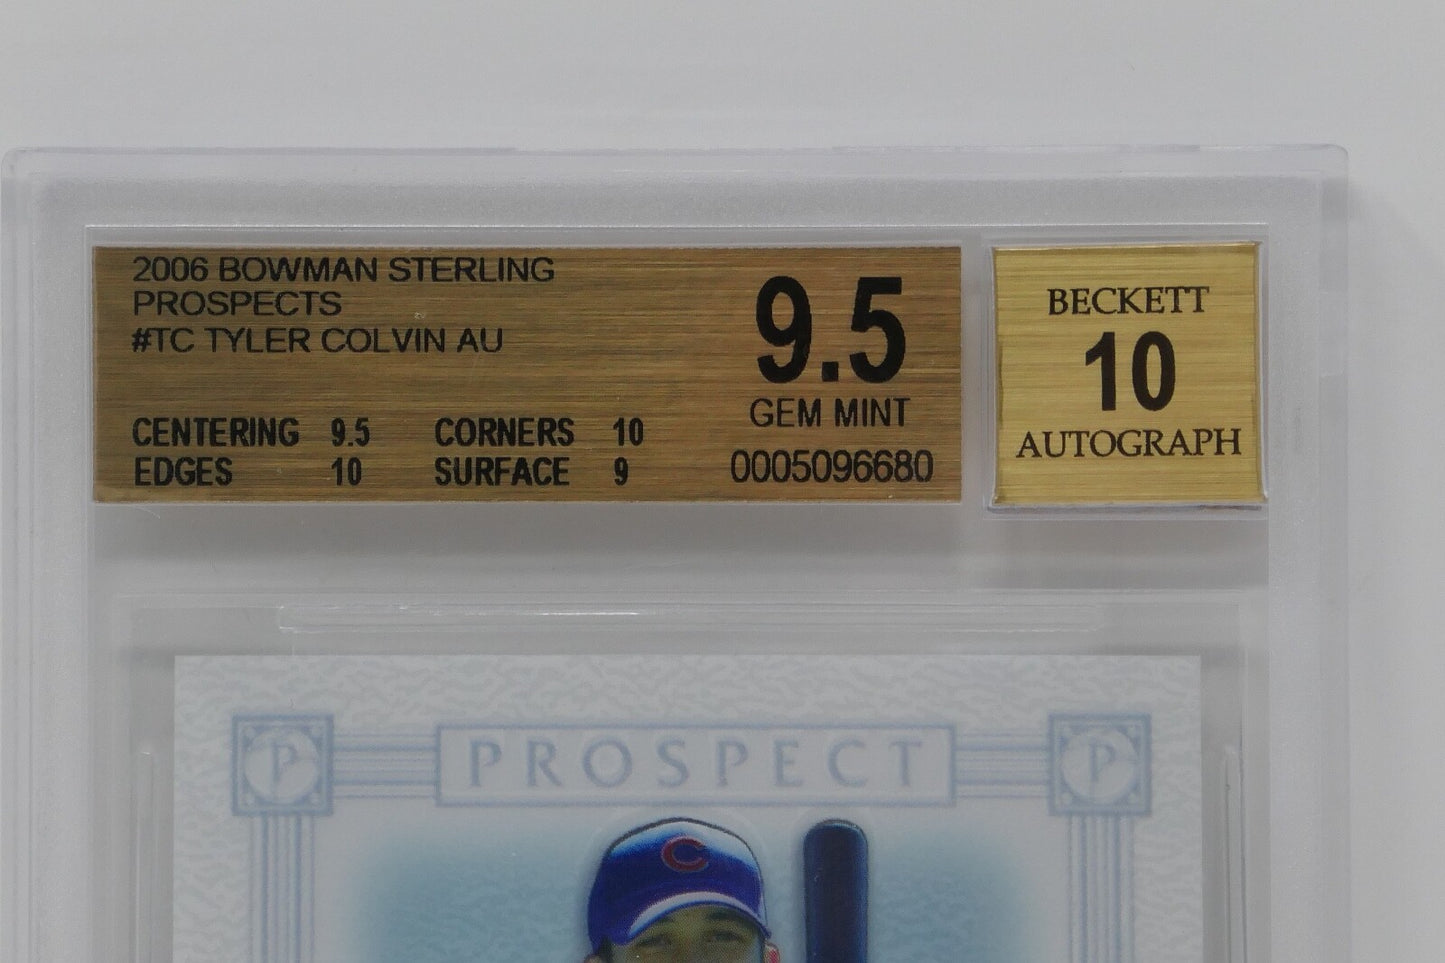 2006 BOWMAN STERLING
PROSPECTS
#TC TYLER COLVIN AU
CENTERING 9.5 CORNERS 10
EDGES 10 SURFACE 9
9.5
GEM MINT
0005096680
BECKETT
10
AUTOGRAPH
P PROSPECT P
C